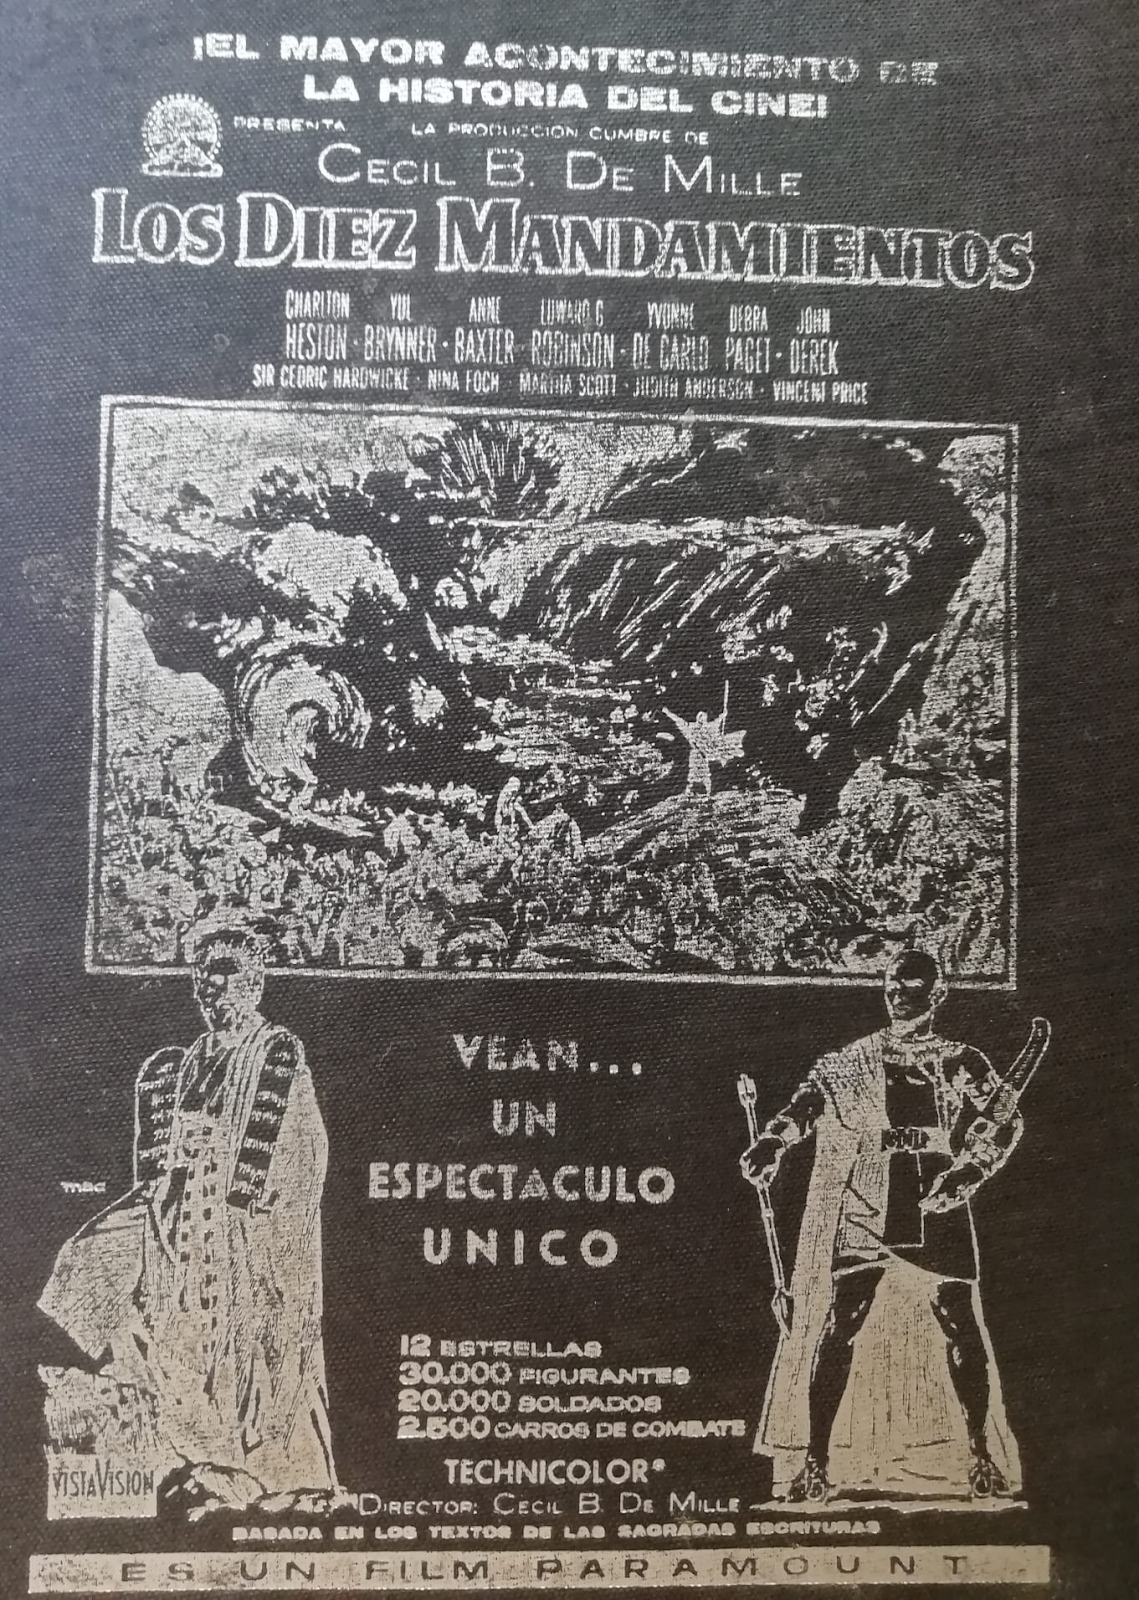 ¡EL MAYOR ACONTECIMIENTO DE
LA HISTORIA DEL CINE!
PRESENTA LA PRODUCCION CUMBRE DE
CECIL B. DE MILLE
LOS DIEZ MANDAMIENTOS
CHARLTON YUL ANNE EDWARD G YVONNE DEBRA JOHN
HESTON · BRYNNER · BAXTER · ROBINSON · DE CARLO PAGET · DEREK
SIR CEDRIC HARDWICKE · NINA FOCH · MARTHA SCOTT · JUDITH ANDERSON · VINCENT PRICE
VEAN...
UN
ESPECTACULO
UNICO
mac
12 ESTRELLAS
30.000 FIGURANTES
20.000 SOLDADOS
2.500 CARROS DE COMBATE
TECHNICOLOR®
VISTAVISION
DIRECTOR: CECIL B. DE MILLE
BASADA EN LOS TEXTOS DE LAS SAGRADAS ESCRITURAS
ES UN FILM PARAMOUNT